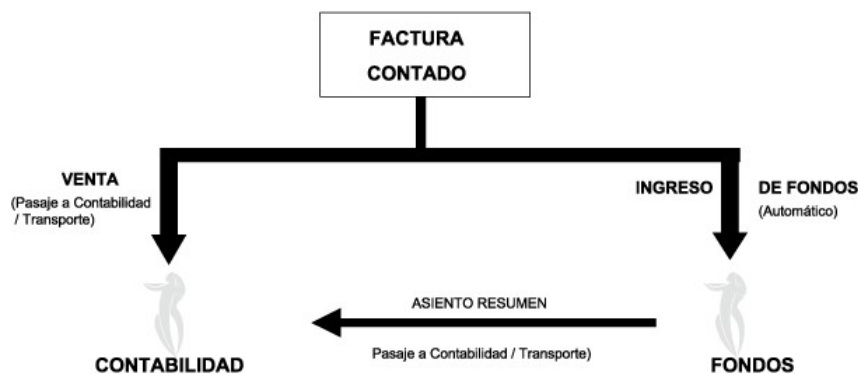 FACTURA
CONTADO
VENTA
(Pasaje a Contabilidad
/ Transporte)
INGRESO DE FONDOS
(Automático)
ASIENTO RESUMEN
Pasaje a Contabilidad / Transporte)
CONTABILIDAD
FONDOS